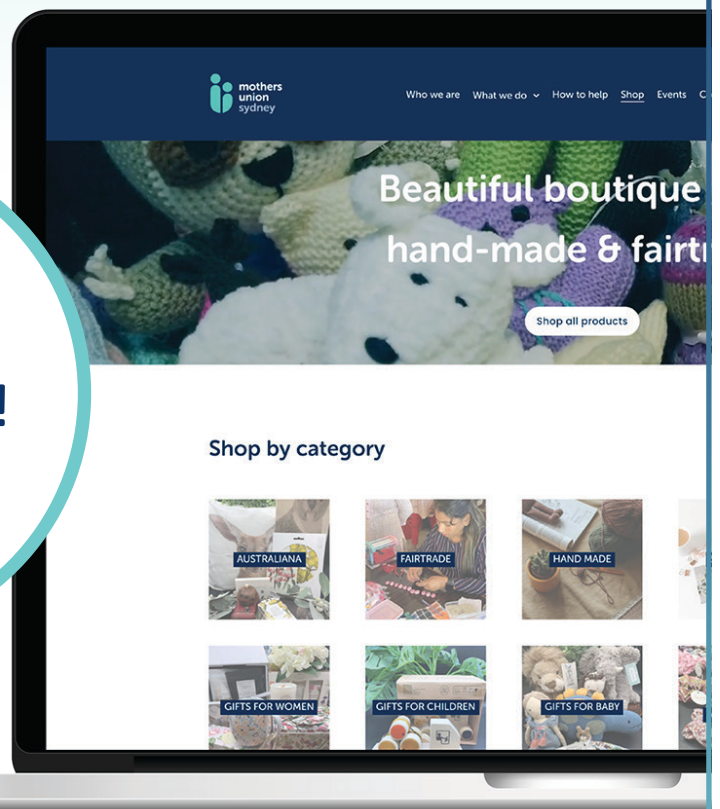 mothers
union
sydney
Who we are What we do How to help Shop Events
Beautiful boutique
hand-made &
Shop all products
!
Shop by category
AUSTRALIANA
FAIRTRADE
HAND MADE
GIFTS FOR WOMEN
GIFTS FOR CHILDREN
GIFTS FOR BABY